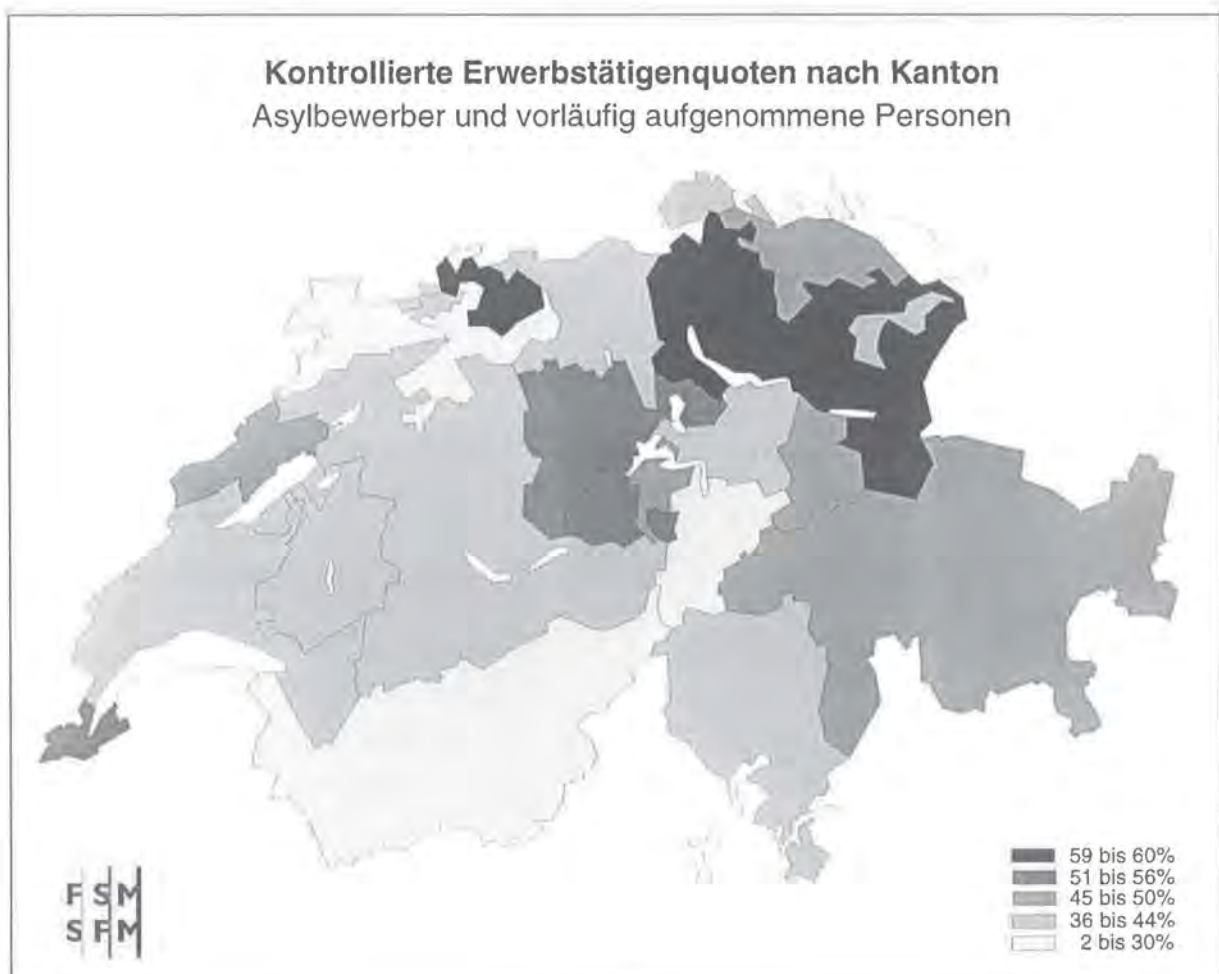 Kontrollierte Erwerbstätigenquoten nach Kanton
Asylbewerber und vorläufig aufgenommene Personen
59 bis 60%
51 bis 56%
45 bis 50%
36 bis 44%
2 bis 30%
F S M
S F M